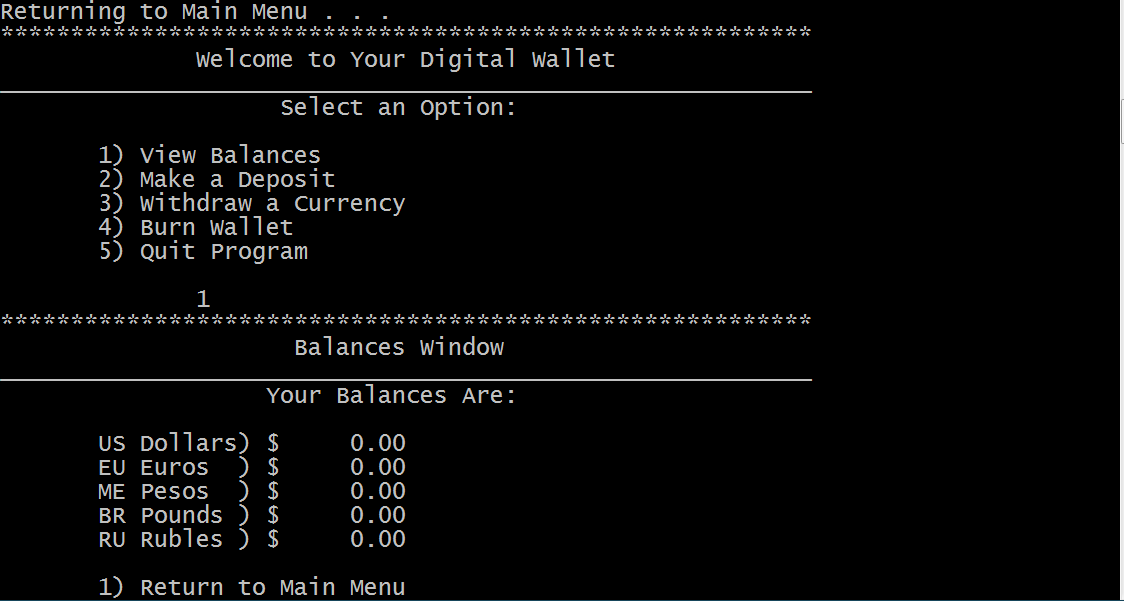 Returning to Main Menu . . .
**********************************************************
Welcome to Your Digital Wallet
__________________________________________________________
Select an Option:
1) View Balances
2) Make a Deposit
3) Withdraw a Currency
4) Burn Wallet
5) Quit Program
1
**********************************************************
Balances Window
__________________________________________________________
Your Balances Are:
US Dollars) $     0.00
EU Euros  ) $     0.00
ME Pesos  ) $     0.00
BR Pounds ) $     0.00
RU Rubles ) $     0.00
1) Return to Main Menu